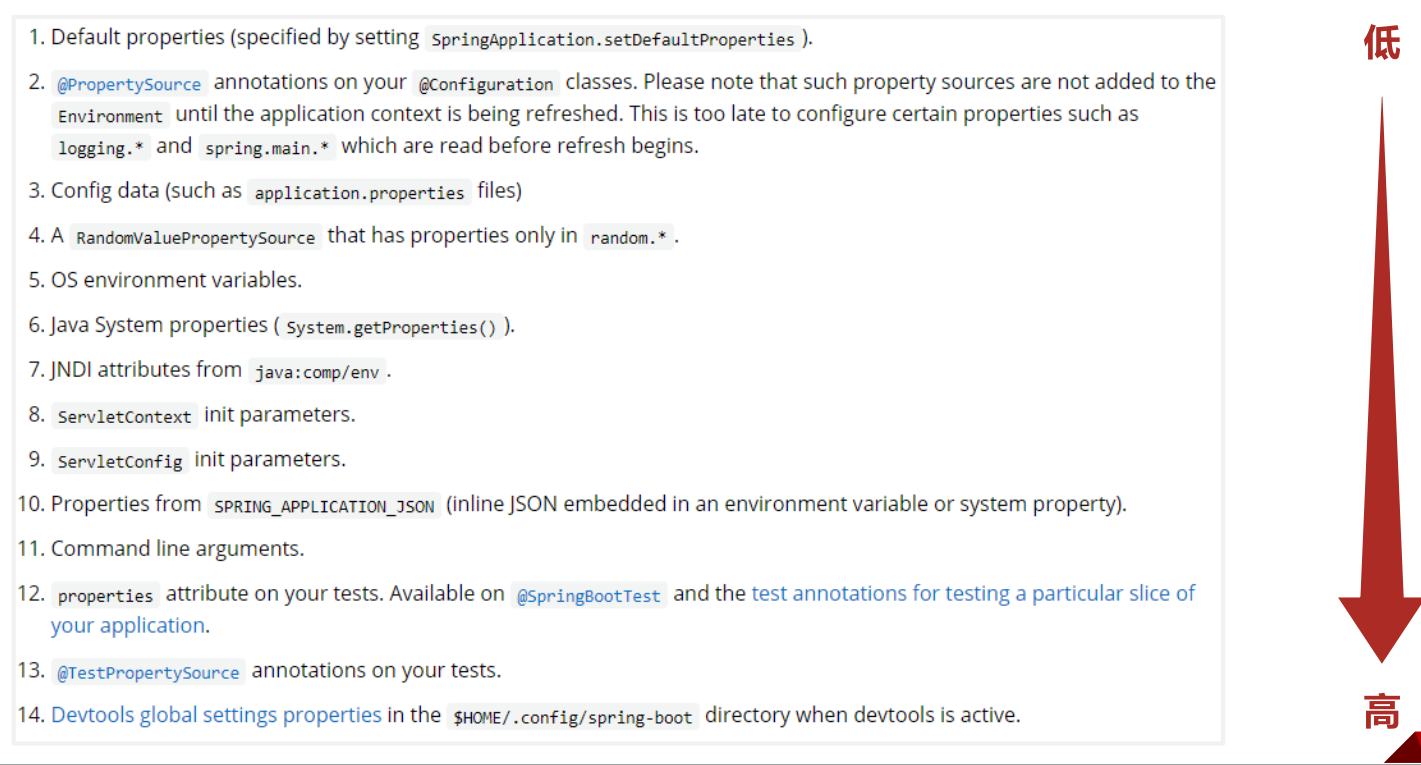 1. Default properties (specified by setting SpringApplication.setDefaultProperties ).
2. @PropertySource annotations on your @Configuration classes. Please note that such property sources are not added to the
Environment until the application context is being refreshed. This is too late to configure certain properties such as
logging.* and spring.main.* which are read before refresh begins.
3. Config data (such as application.properties files)
4. A RandomValuePropertySource that has properties only in random.* .
5. OS environment variables.
6. Java System properties ( System.getProperties() ).
7. JNDI attributes from java:comp/env .
8. ServletContext init parameters.
9. ServletConfig init parameters.
10. Properties from SPRING_APPLICATION_JSON (inline JSON embedded in an environment variable or system property).
11. Command line arguments.
12. properties attribute on your tests. Available on @SpringBootTest and the test annotations for testing a particular slice of
your application.
13. @TestPropertySource annotations on your tests.
14. Devtools global settings properties in the $HOME/.config/spring-boot directory when devtools is active.
低
高